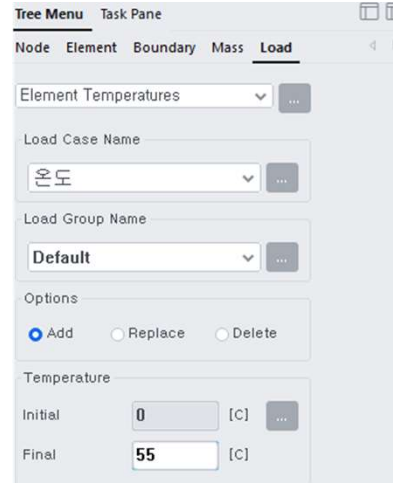 Tree Menu Task Pane
Node Element Boundary Mass Load
Element Temperatures ...
Load Case Name
온도 ...
Load Group Name
Default ...
Options
Add Replace Delete
Temperature
Initial 0 [C] ...
Final 55 [C]